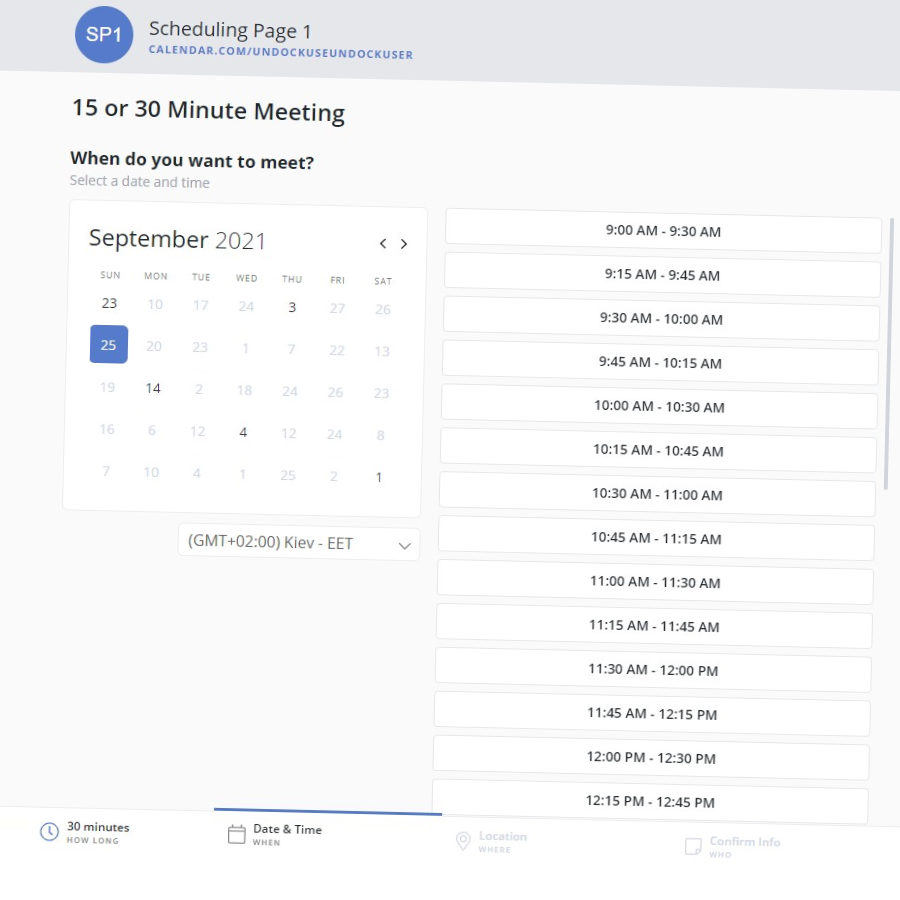 SP1
Scheduling Page 1
CALENDAR.COM/UNDOCKUSEUNDOCKUSER
15 or 30 Minute Meeting
When do you want to meet?
Select a date and time
September 2021
SUN MON TUE WED THU FRI SAT
23 10 17 24 3 27 26
25 20 23 1 7 22 13
19 14 2 18 24 26 23
16 6 12 4 12 24 8
7 10 4 1 25 2 1
(GMT+02:00) Kiev - EET
9:00 AM - 9:30 AM
9:15 AM - 9:45 AM
9:30 AM - 10:00 AM
9:45 AM - 10:15 AM
10:00 AM - 10:30 AM
10:15 AM - 10:45 AM
10:30 AM - 11:00 AM
10:45 AM - 11:15 AM
11:00 AM - 11:30 AM
11:15 AM - 11:45 AM
11:30 AM - 12:00 PM
11:45 AM - 12:15 PM
12:00 PM - 12:30 PM
12:15 PM - 12:45 PM
30 minutes
HOW LONG
Date & Time
WHEN
Location
WHERE
Confirm Info
WHO